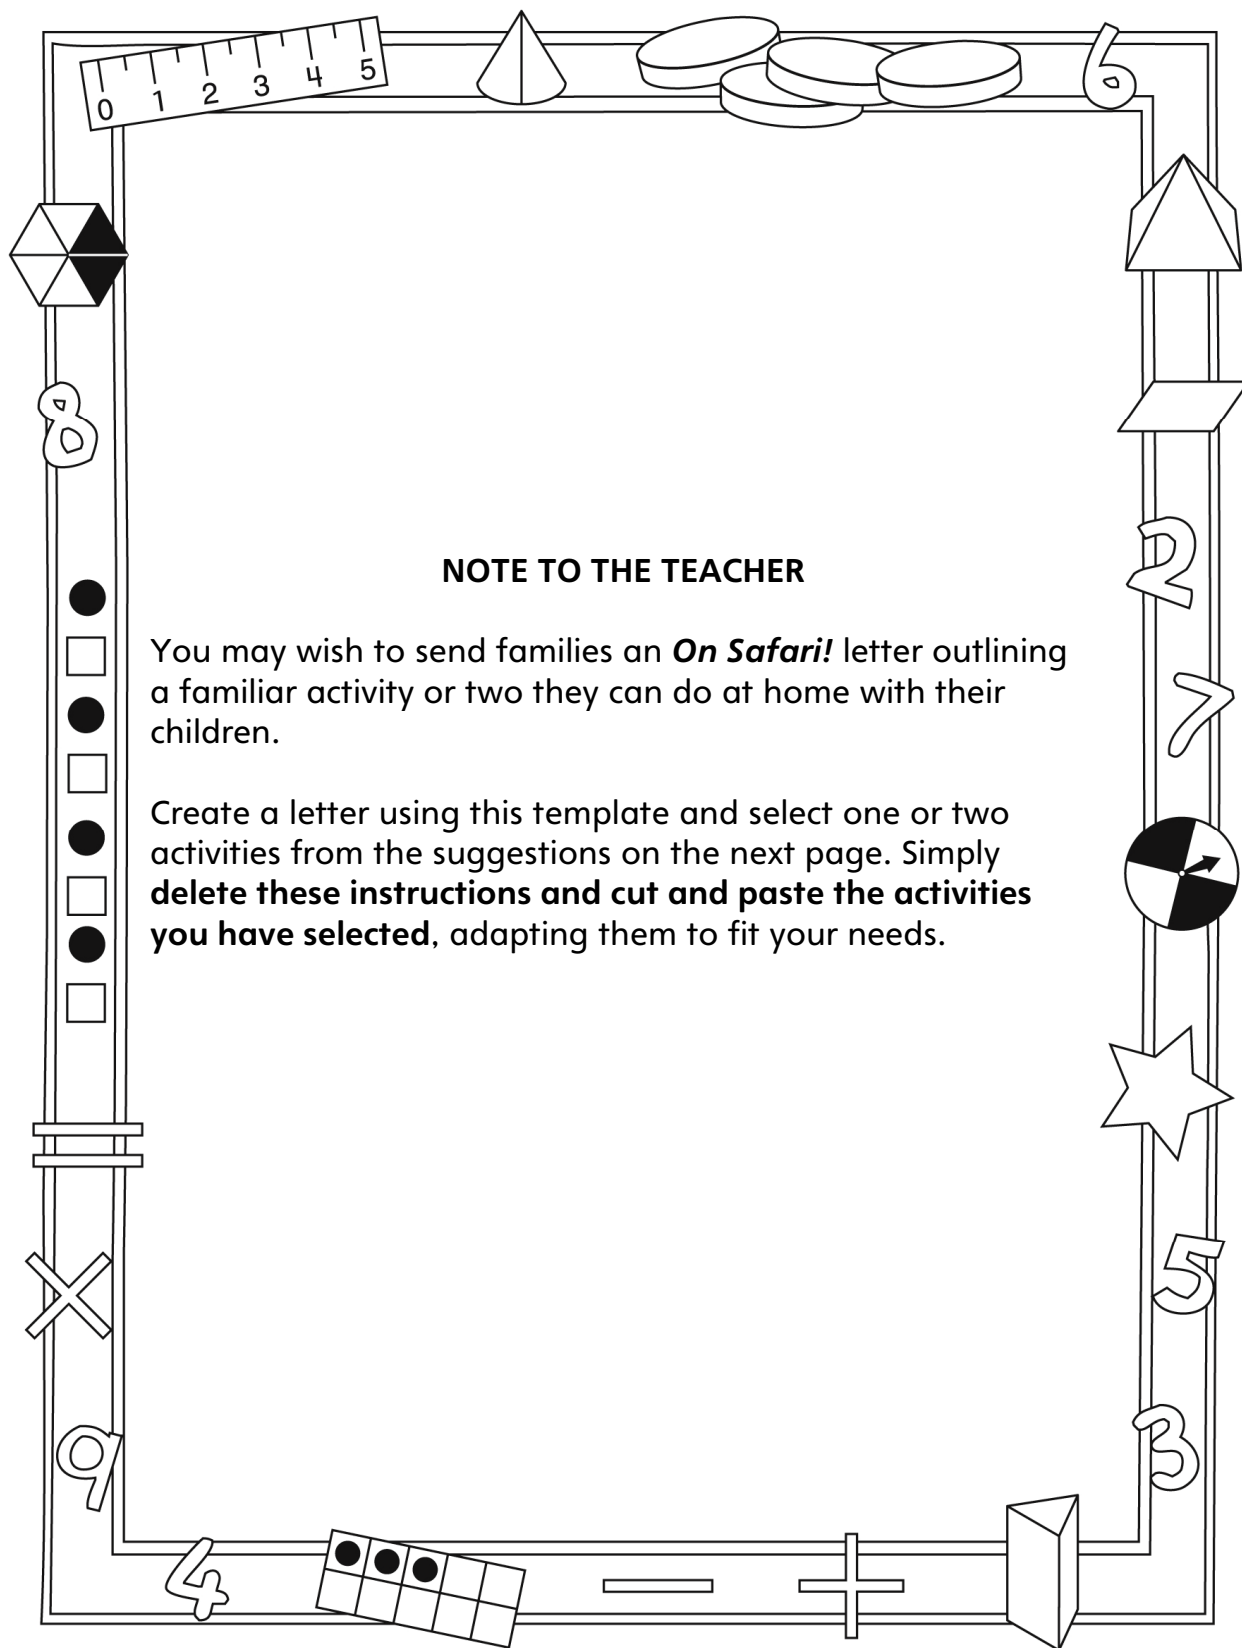 0 1 2 3 4 5
6
8
NOTE TO THE TEACHER
2
You may wish to send families an On Safari! letter outlining
a familiar activity or two they can do at home with their
children.
7
Create a letter using this template and select one or two
activities from the suggestions on the next page. Simply
delete these instructions and cut and paste the activities
you have selected, adapting them to fit your needs.
=
×
5
9
3
4
− +